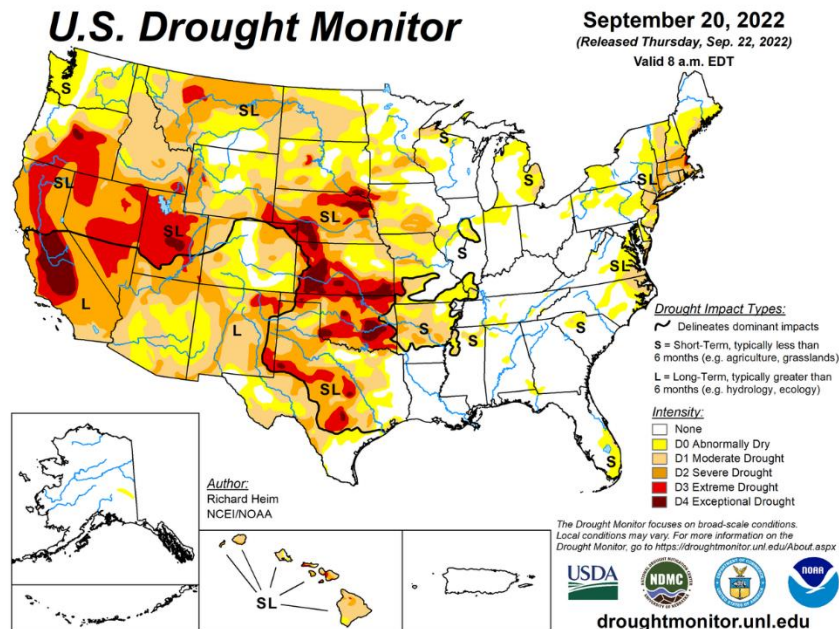 U.S. Drought Monitor
September 20, 2022
(Released Thursday, Sep. 22, 2022)
Valid 8 a.m. EDT
S
SL
SL
SL
SL
L
L
SL
S
S
SL
S
SL
S
S
S
S
SL
Drought Impact Types:
Delineates dominant impacts
S = Short-Term, typically less than
6 months (e.g. agriculture, grasslands)
L = Long-Term, typically greater than
6 months (e.g. hydrology, ecology)
Intensity:
None
D0 Abnormally Dry
D1 Moderate Drought
D2 Severe Drought
D3 Extreme Drought
D4 Exceptional Drought
Author:
Richard Heim
NCEI/NOAA
The Drought Monitor focuses on broad-scale conditions.
Local conditions may vary. For more information on the
Drought Monitor, go to https://droughtmonitor.unl.edu/About.aspx
USDA
NDMC
NOAA
droughtmonitor.unl.edu